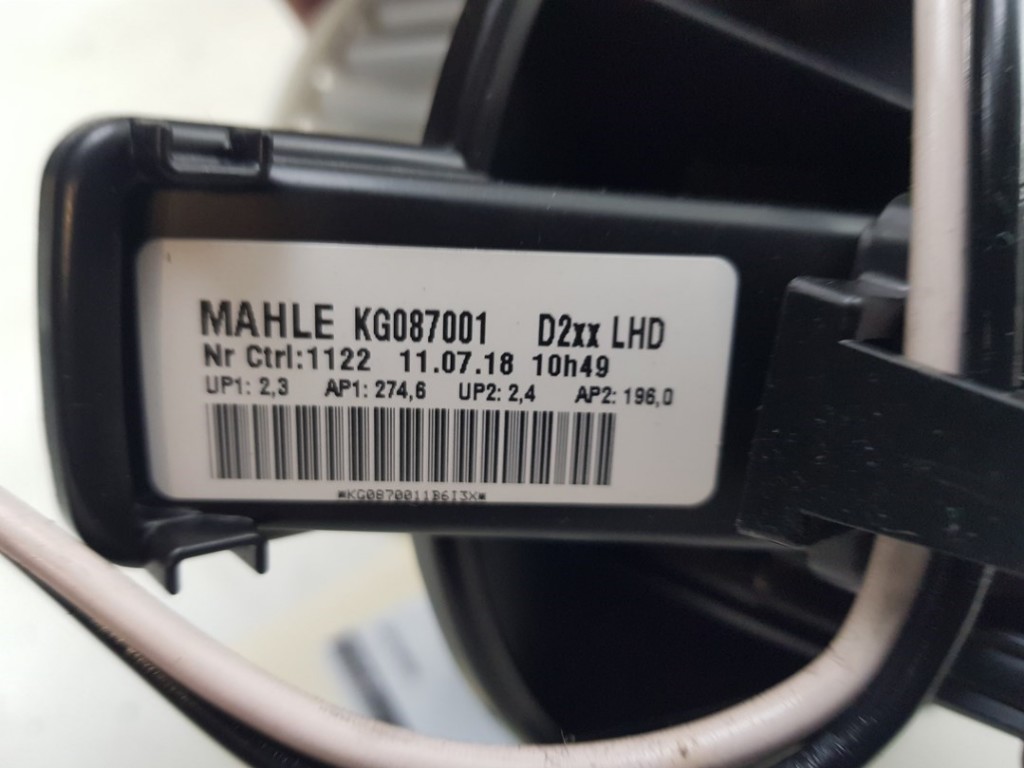 MAHLE KG087001 D2xx LHD
Nr Ctrl:1122 11.07.18 10h49
UP1: 2,3 AP1: 274,6 UP2: 2,4 AP2: 196,0
*KG0870011B6I3X*